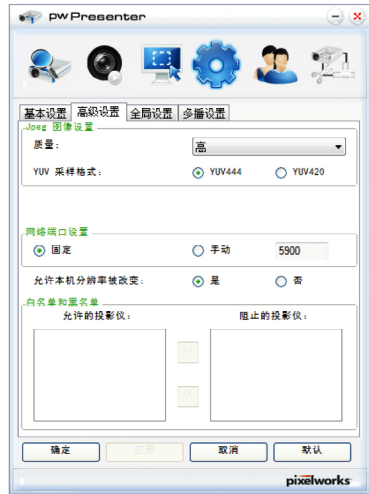 pwPresenter
基本设置 高级设置 全局设置 多播设置
Jpeg 图像设置
质量： 高
YUV 采样格式： YUV444 YUV420
网络端口设置
固定 手动 5900
允许本机分辨率被改变： 是 否
白名单和黑名单
允许的投影仪： 阻止的投影仪：
>>
<<
确定 应用 取消 默认
pixelworks